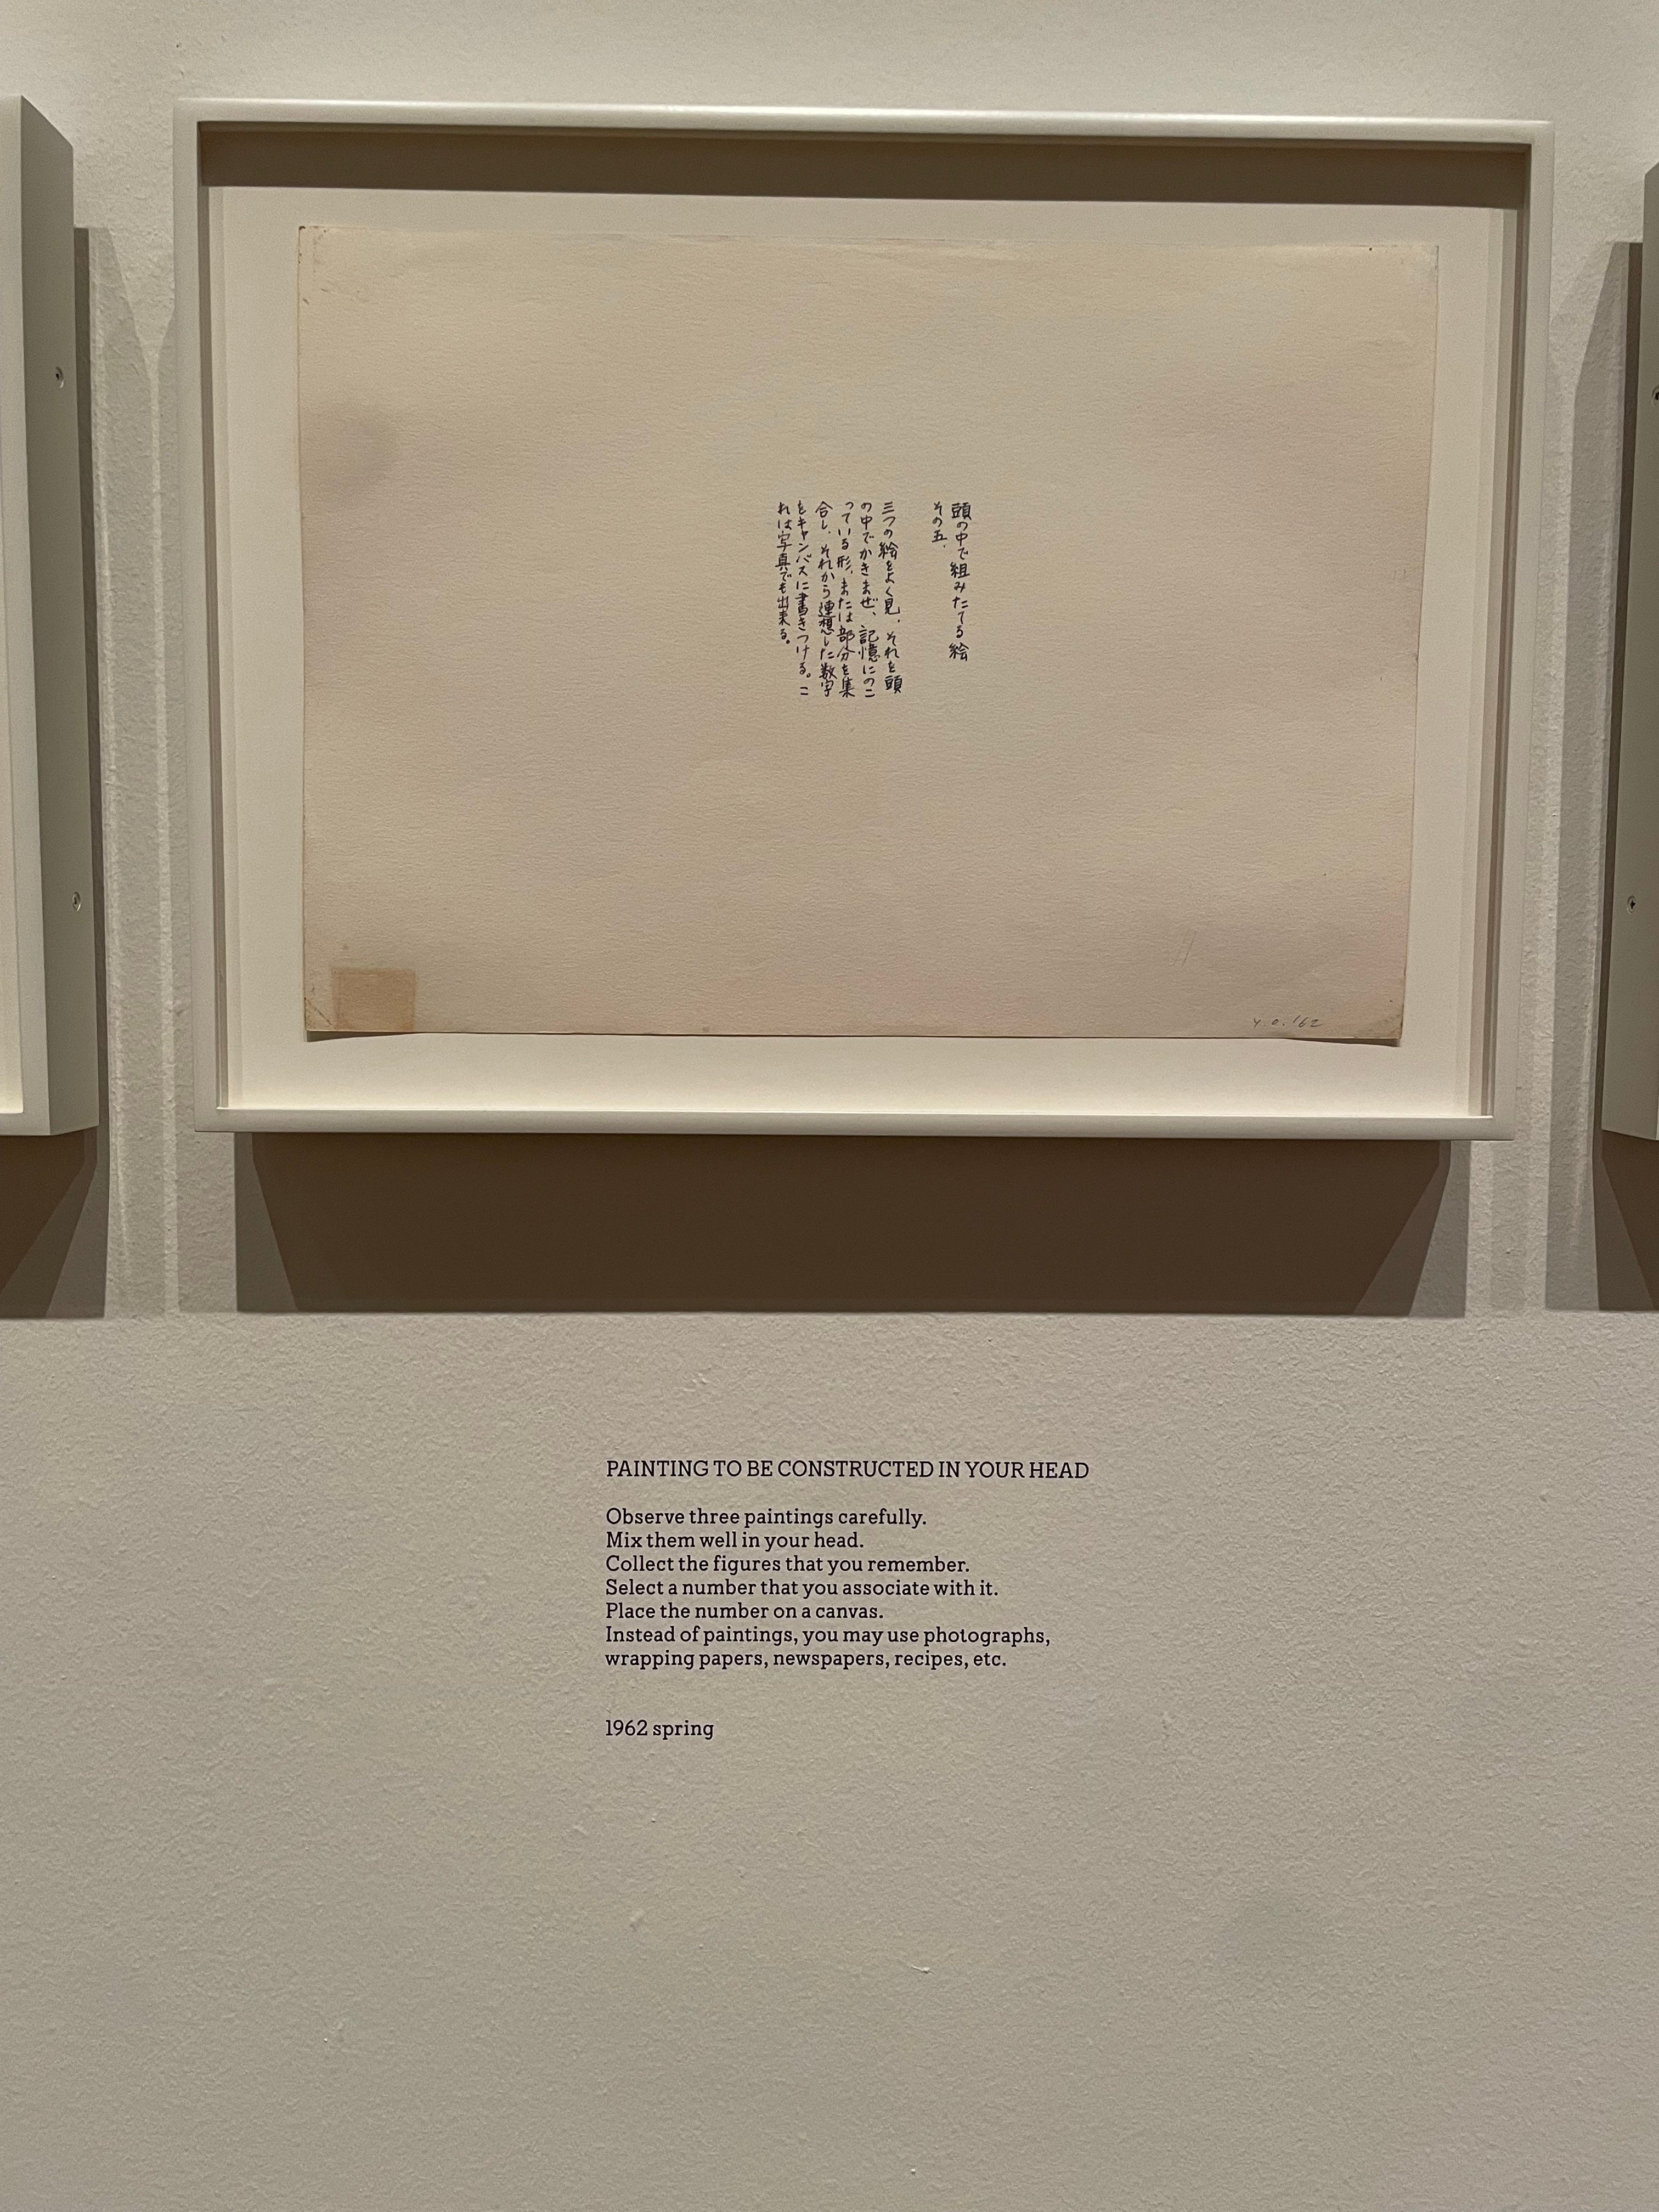 頭の中で組みたてる絵
その五.
三つの絵をよく見、それを頭
の中でかきまぜ、記憶にのこ
っている形、または部分を集
合し、それから連想した数字
をキャンバスに書きつける。こ
れは写真でも出来る。
y.o.'62
PAINTING TO BE CONSTRUCTED IN YOUR HEAD
Observe three paintings carefully.
Mix them well in your head.
Collect the figures that you remember.
Select a number that you associate with it.
Place the number on a canvas.
Instead of paintings, you may use photographs,
wrapping papers, newspapers, recipes, etc.
1962 spring